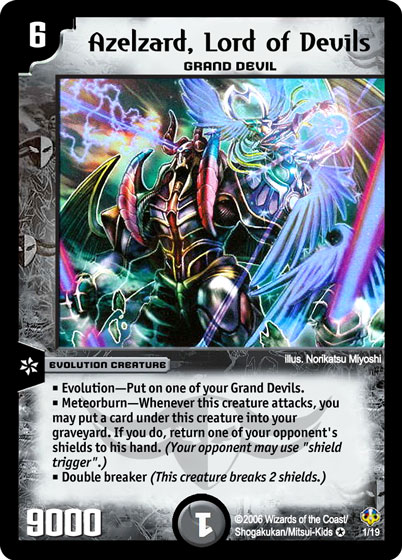 6
Azelzard, Lord of Devils
GRAND DEVIL
illus. Norikatsu Miyoshi
EVOLUTION CREATURE
▪ Evolution—Put on one of your Grand Devils.
▪ Meteorburn—Whenever this creature attacks, you
may put a card under this creature into your
graveyard. If you do, return one of your opponent's
shields to his hand. (Your opponent may use "shield
trigger".)
▪ Double breaker (This creature breaks 2 shields.)
9000
1
©2006 Wizards of the Coast/
Shogakukan/Mitsui-Kids ✪ 1/19